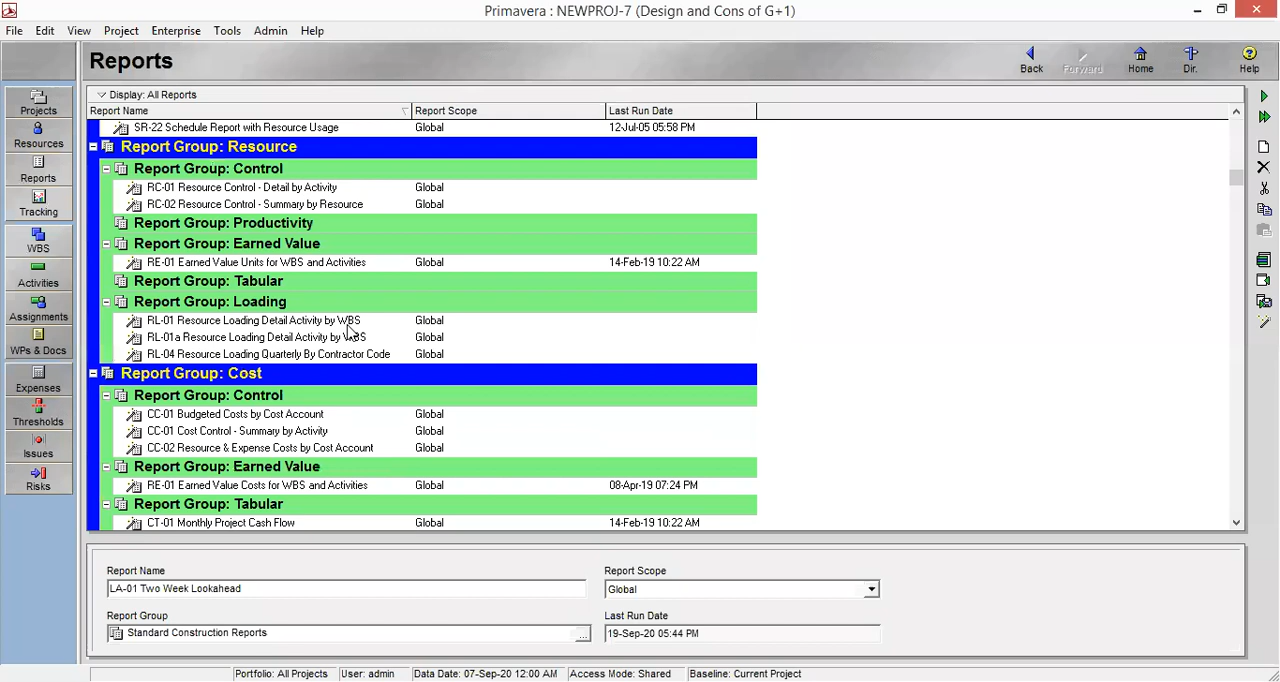 Primavera : NEWPROJ-7 (Design and Cons of G+1)
File Edit View Project Enterprise Tools Admin Help
Reports
Back Forward Home Dir. Help
Display: All Reports
Report Name Report Scope Last Run Date
SR-22 Schedule Report with Resource Usage Global 12-Jul-05 05:58 PM
Report Group: Resource
Report Group: Control
RC-01 Resource Control - Detail by Activity Global
RC-02 Resource Control - Summary by Resource Global
Report Group: Productivity
Report Group: Earned Value
RE-01 Earned Value Units for WBS and Activities Global 14-Feb-19 10:22 AM
Report Group: Tabular
Report Group: Loading
RL-01 Resource Loading Detail Activity by WBS Global
RL-01a Resource Loading Detail Activity by WBS Global
RL-04 Resource Loading Quarterly By Contractor Code Global
Report Group: Cost
Report Group: Control
CC-01 Budgeted Costs by Cost Account Global
CC-01 Cost Control - Summary by Activity Global
CC-02 Resource & Expense Costs by Cost Account Global
Report Group: Earned Value
RE-01 Earned Value Costs for WBS and Activities Global 08-Apr-19 07:24 PM
Report Group: Tabular
CT-01 Monthly Project Cash Flow Global 14-Feb-19 10:22 AM
Projects
Resources
Reports
Tracking
WBS
Activities
Assignments
WPs & Docs
Expenses
Thresholds
Issues
Risks
Report Name Report Scope
LA-01 Two Week Lookahead Global
Report Group Last Run Date
Standard Construction Reports ... 19-Sep-20 05:44 PM
Portfolio: All Projects User: admin Data Date: 07-Sep-20 12:00 AM Access Mode: Shared Baseline: Current Project